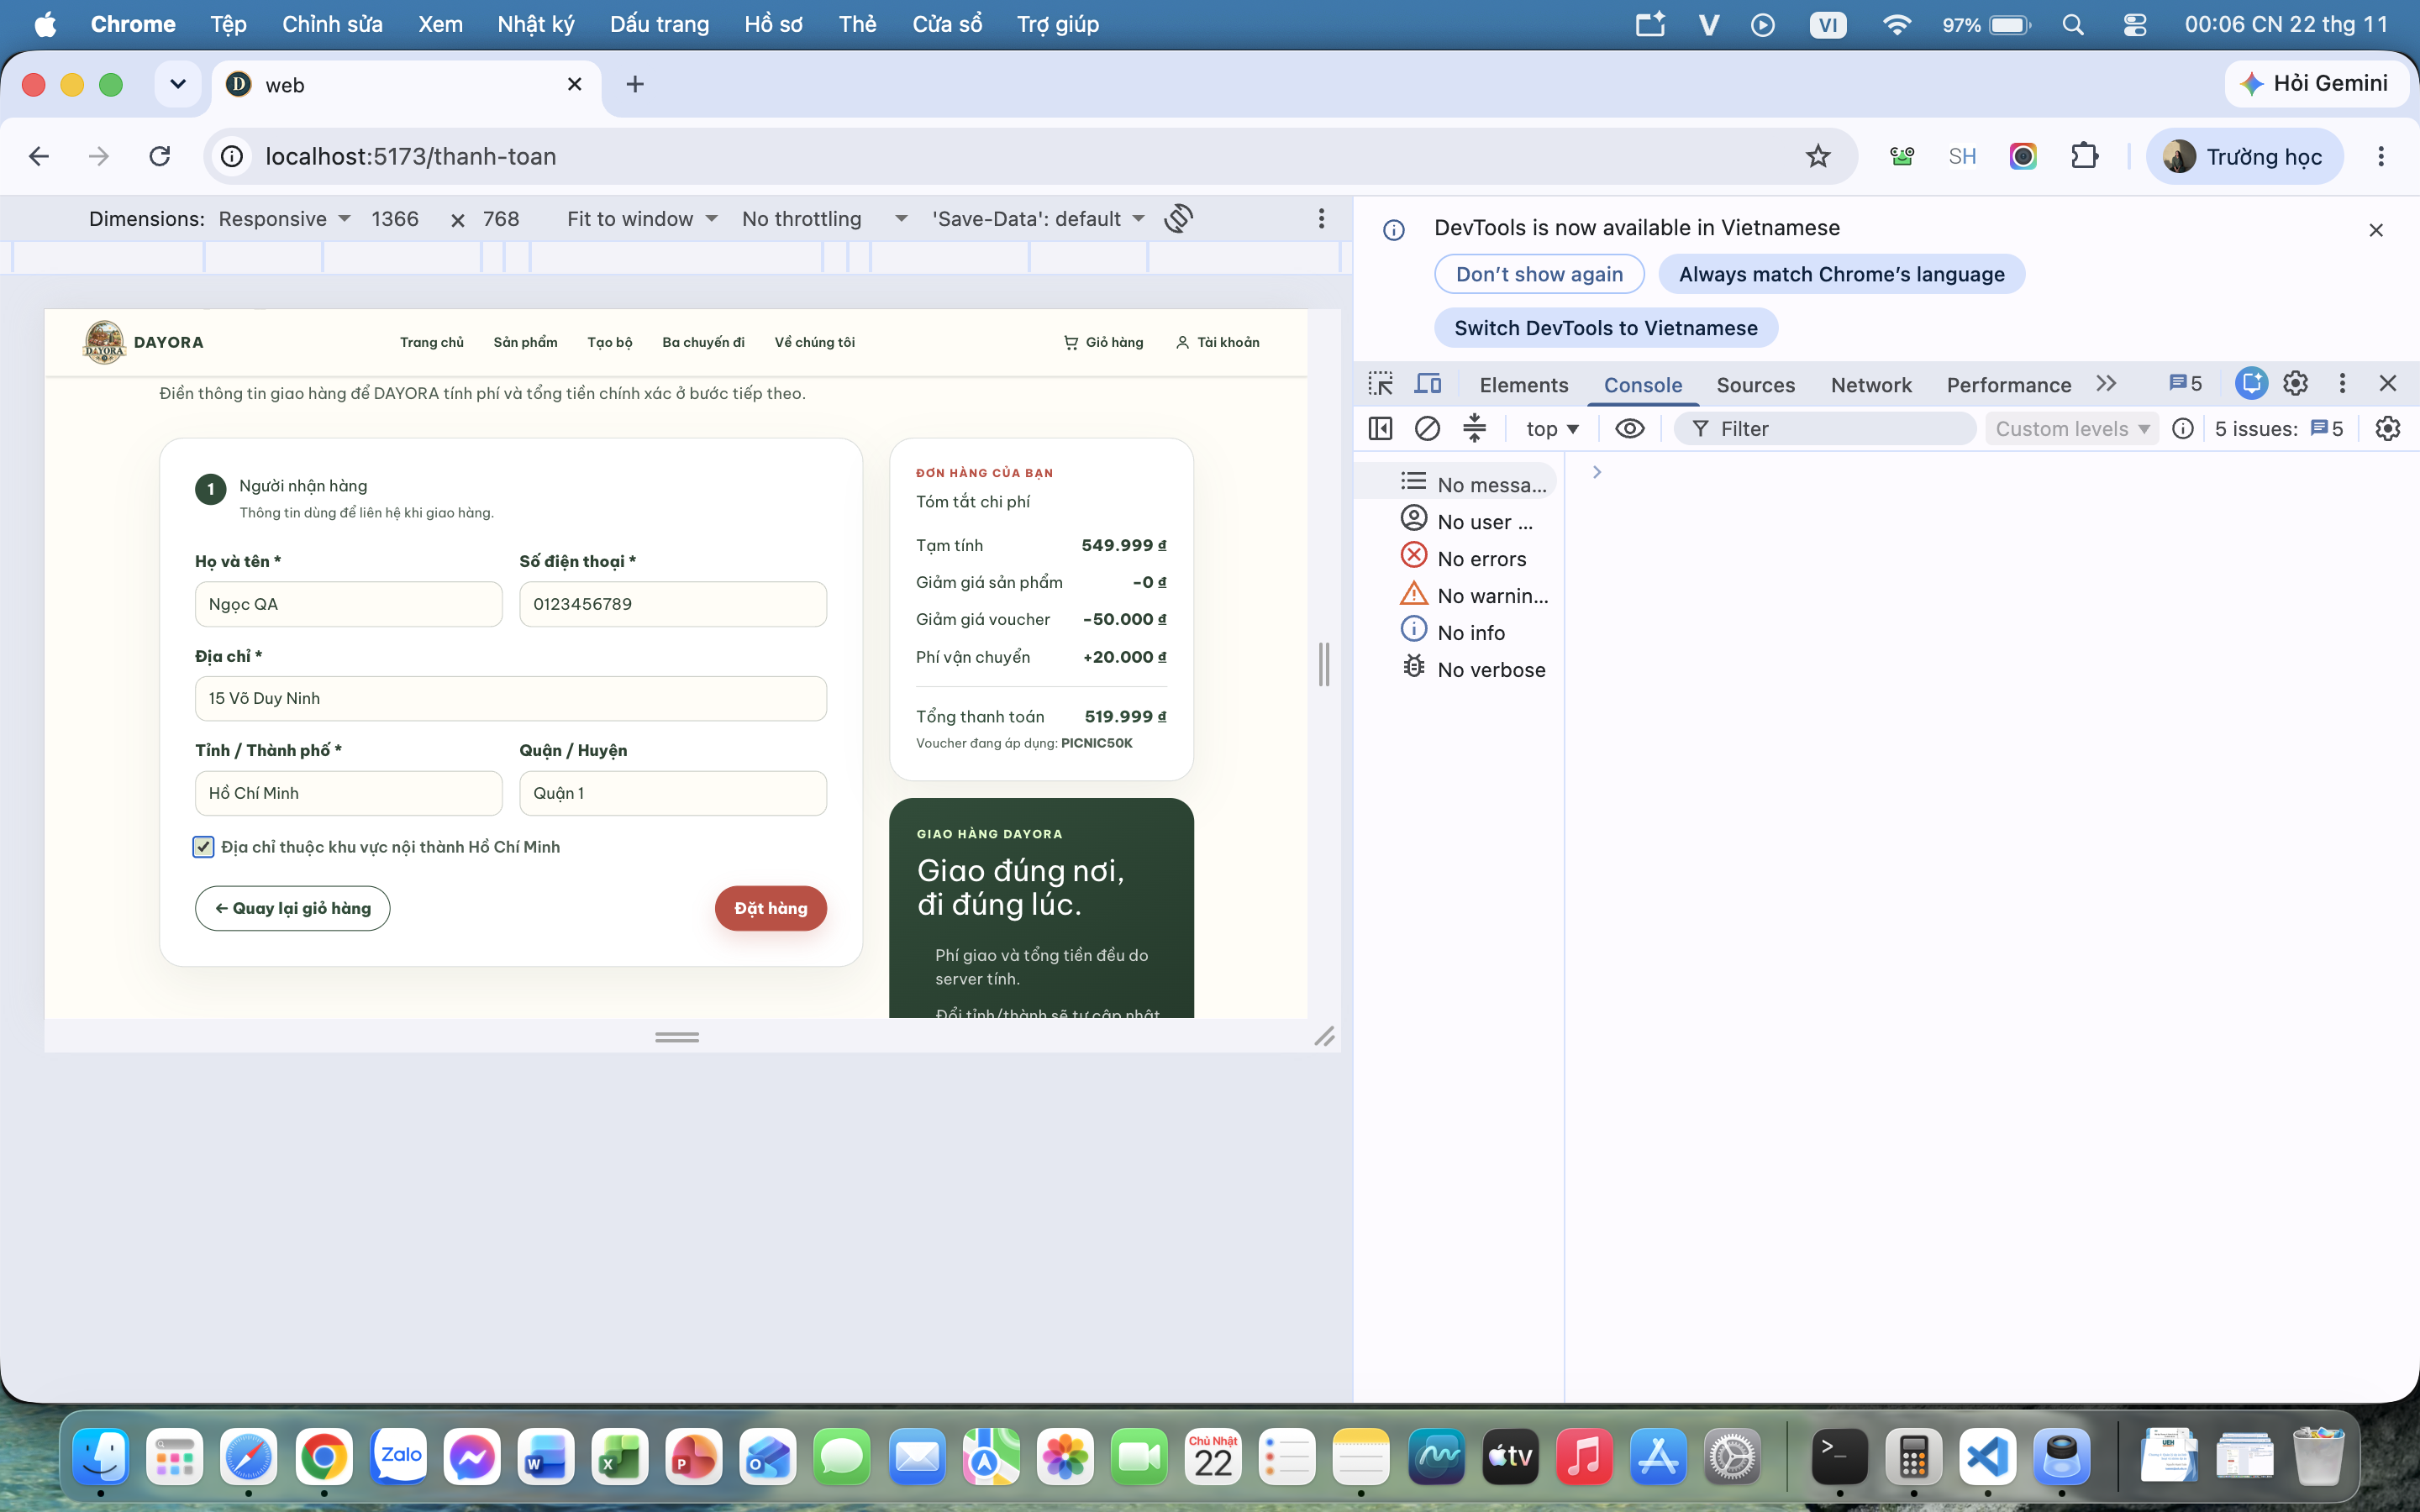 Chrome Tệp Chỉnh sửa Xem Nhật ký Dấu trang Hồ sơ Thẻ Cửa sổ Trợ giúp VI 97% 00:06 CN 22 thg 11
D web Hỏi Gemini
localhost:5173/thanh-toan SH Trường học
Dimensions: Responsive 1366 × 768 Fit to window No throttling 'Save-Data': default
DevTools is now available in Vietnamese
Don't show again Always match Chrome's language
Switch DevTools to Vietnamese
Elements Console Sources Network Performance 5
top Filter Custom levels 5 issues: 5
No messa...
No user ...
No errors
No warnin...
No info
No verbose
DAYORA DAYORA Trang chủ Sản phẩm Tạo bộ Ba chuyến đi Về chúng tôi Giỏ hàng Tài khoản
Điền thông tin giao hàng để DAYORA tính phí và tổng tiền chính xác ở bước tiếp theo.
1 Người nhận hàng
Thông tin dùng để liên hệ khi giao hàng.
Họ và tên * Số điện thoại *
Ngọc QA 0123456789
Địa chỉ *
15 Võ Duy Ninh
Tỉnh / Thành phố * Quận / Huyện
Hồ Chí Minh Quận 1
Địa chỉ thuộc khu vực nội thành Hồ Chí Minh
← Quay lại giỏ hàng Đặt hàng
ĐƠN HÀNG CỦA BẠN
Tóm tắt chi phí
Tạm tính 549.999 ₫
Giảm giá sản phẩm -0 ₫
Giảm giá voucher -50.000 ₫
Phí vận chuyển +20.000 ₫
Tổng thanh toán 519.999 ₫
Voucher đang áp dụng: PICNIC50K
GIAO HÀNG DAYORA
Giao đúng nơi,
đi đúng lúc.
Phí giao và tổng tiền đều do
server tính.
Đổi tỉnh/thành sẽ tự cập nhật
Zalo W X P O Chủ Nhật 22 tv